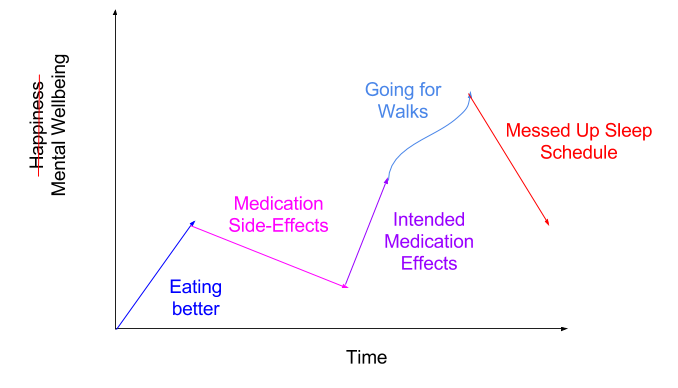 Happiness
Mental Wellbeing
Going for
Walks
Messed Up Sleep
Schedule
Medication
Side-Effects
Intended
Medication
Effects
Eating
better
Time